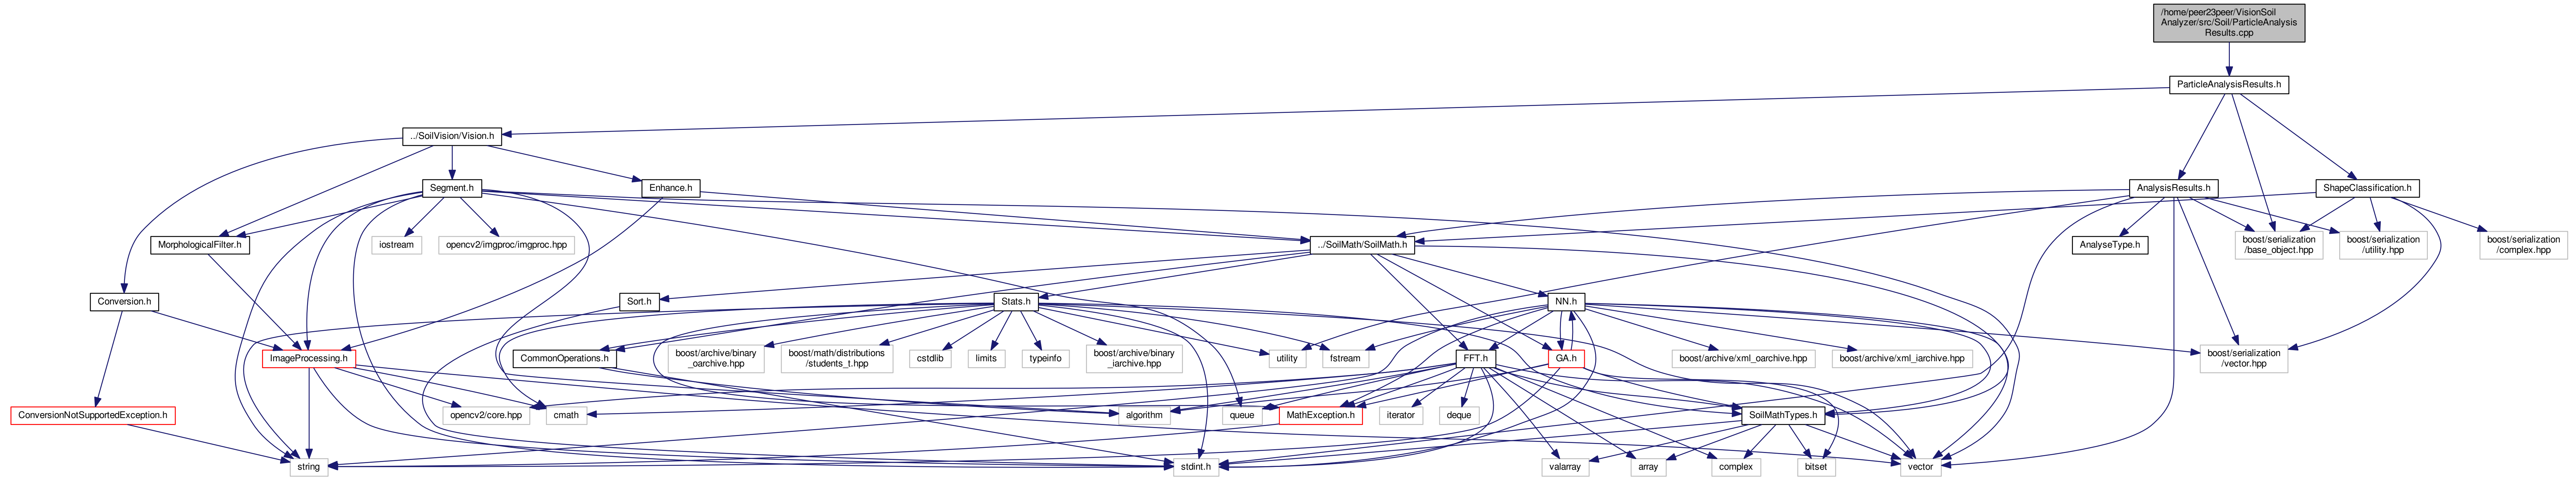 /home/peer23peer/VisionSoil
Analyzer/src/Soil/ParticleAnalysis
Results.cpp
ParticleAnalysisResults.h
../SoilVision/Vision.h
Segment.h
Enhance.h
AnalysisResults.h
ShapeClassification.h
MorphologicalFilter.h
iostream
opencv2/imgproc/imgproc.hpp
../SoilMath/SoilMath.h
AnalyseType.h
boost/serialization
/base_object.hpp
boost/serialization
/utility.hpp
boost/serialization
/complex.hpp
Conversion.h
Sort.h
Stats.h
NN.h
ImageProcessing.h
CommonOperations.h
boost/archive/binary
_oarchive.hpp
boost/math/distributions
/students_t.hpp
cstdlib
limits
typeinfo
boost/archive/binary
_iarchive.hpp
utility
fstream
FFT.h
GA.h
boost/archive/xml_oarchive.hpp
boost/archive/xml_iarchive.hpp
boost/serialization
/vector.hpp
ConversionNotSupportedException.h
opencv2/core.hpp
cmath
algorithm
queue
MathException.h
iterator
deque
SoilMathTypes.h
string
stdint.h
valarray
array
complex
bitset
vector